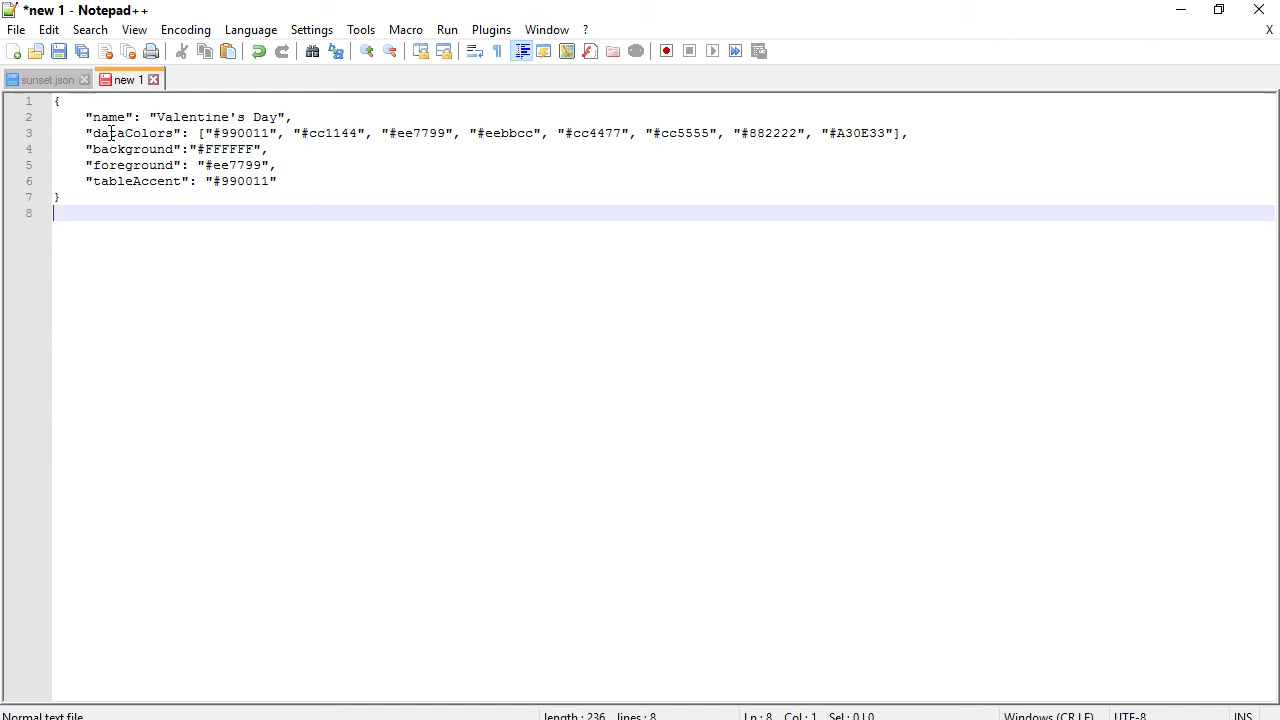 *new 1 - Notepad++
File Edit Search View Encoding Language Settings Tools Macro Run Plugins Window ? X
sunset.json new 1
1 {
2 "name": "Valentine's Day",
3 "dataColors": ["#990011", "#cc1144", "#ee7799", "#eebbcc", "#cc4477", "#cc5555", "#882222", "#A30E33"],
4 "background":"#FFFFFF",
5 "foreground": "#ee7799",
6 "tableAccent": "#990011"
7 }
8
Normal text file length : 236 lines : 8 Ln : 8 Col : 1 Sel : 0 | 0 Windows (CR LF) UTF-8 INS